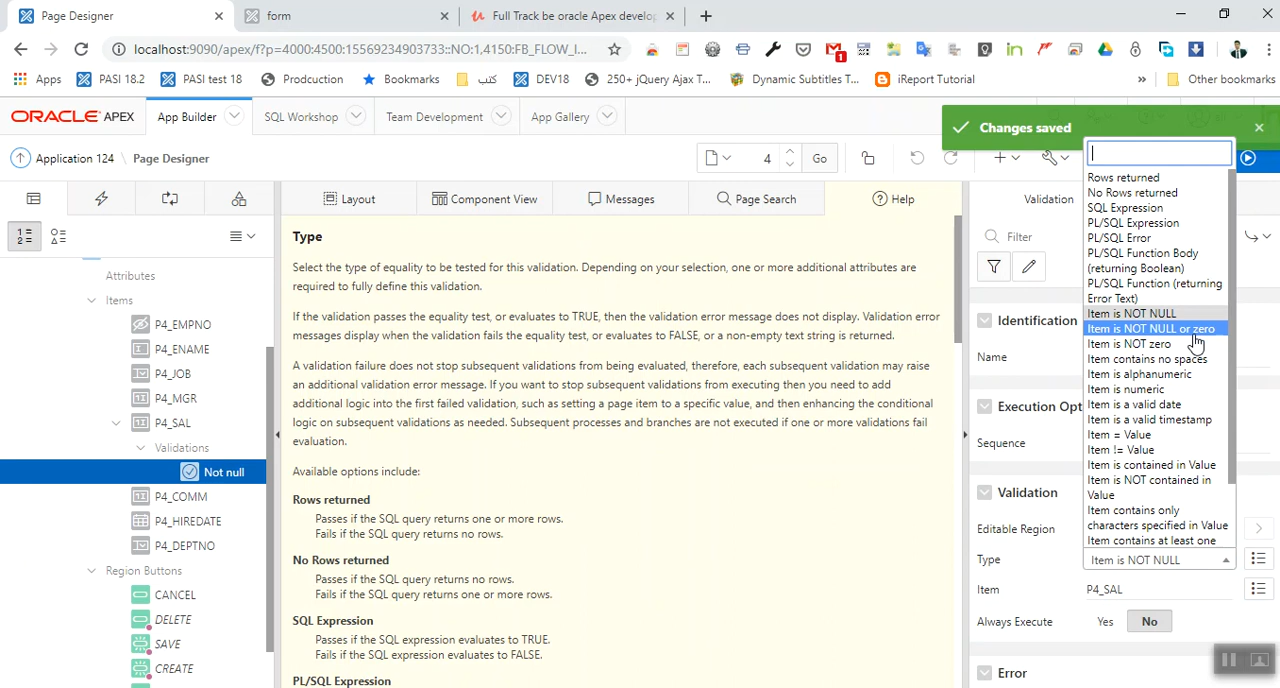 Page Designer
form
Full Track be oracle Apex develop
localhost:9090/apex/f?p=4000:4500:15569234903733::NO:1,4150:FB_FLOW_I...
1
Apps
PASI 18.2
PASI test 18
Prodcution
Bookmarks
كتب
DEV18
250+ jQuery Ajax T...
Dynamic Subtitles T...
iReport Tutorial
»
Other bookmarks
ORACLE APEX
App Builder
SQL Workshop
Team Development
App Gallery
Changes saved
Application 124 \ Page Designer
4
Go
Layout
Component View
Messages
Page Search
Help
Validation
Filter
Attributes
Items
P4_EMPNO
P4_ENAME
P4_JOB
P4_MGR
P4_SAL
Validations
Not null
P4_COMM
P4_HIREDATE
P4_DEPTNO
Region Buttons
CANCEL
DELETE
SAVE
CREATE
Type
Select the type of equality to be tested for this validation. Depending on your selection, one or more additional attributes are
required to fully define this validation.
If the validation passes the equality test, or evaluates to TRUE, then the validation error message does not display. Validation error
messages display when the validation fails the equality test, or evaluates to FALSE, or a non-empty text string is returned.
A validation failure does not stop subsequent validations from being evaluated, therefore, each subsequent validation may raise
an additional validation error message. If you want to stop subsequent validations from executing then you need to add
additional logic into the first failed validation, such as setting a page item to a specific value, and then enhancing the conditional
logic on subsequent validations as needed. Subsequent processes and branches are not executed if one or more validations fail
evaluation.
Available options include:
Rows returned
Passes if the SQL query returns one or more rows.
Fails if the SQL query returns no rows.
No Rows returned
Passes if the SQL query returns no rows.
Fails if the SQL query returns one or more rows.
SQL Expression
Passes if the SQL expression evaluates to TRUE.
Fails if the SQL expression evaluates to FALSE.
PL/SQL Expression
Rows returned
No Rows returned
SQL Expression
PL/SQL Expression
PL/SQL Error
PL/SQL Function Body
(returning Boolean)
PL/SQL Function (returning
Error Text)
Item is NOT NULL
Item is NOT NULL or zero
Item is NOT zero
Item contains no spaces
Item is alphanumeric
Item is numeric
Item is a valid date
Item is a valid timestamp
Item = Value
Item != Value
Item is contained in Value
Item is NOT contained in
Value
Item contains only
characters specified in Value
Item contains at least one
Identification
Name
Execution Opt
Sequence
Validation
Editable Region
Type
Item is NOT NULL
Item
P4_SAL
Always Execute
Yes
No
Error